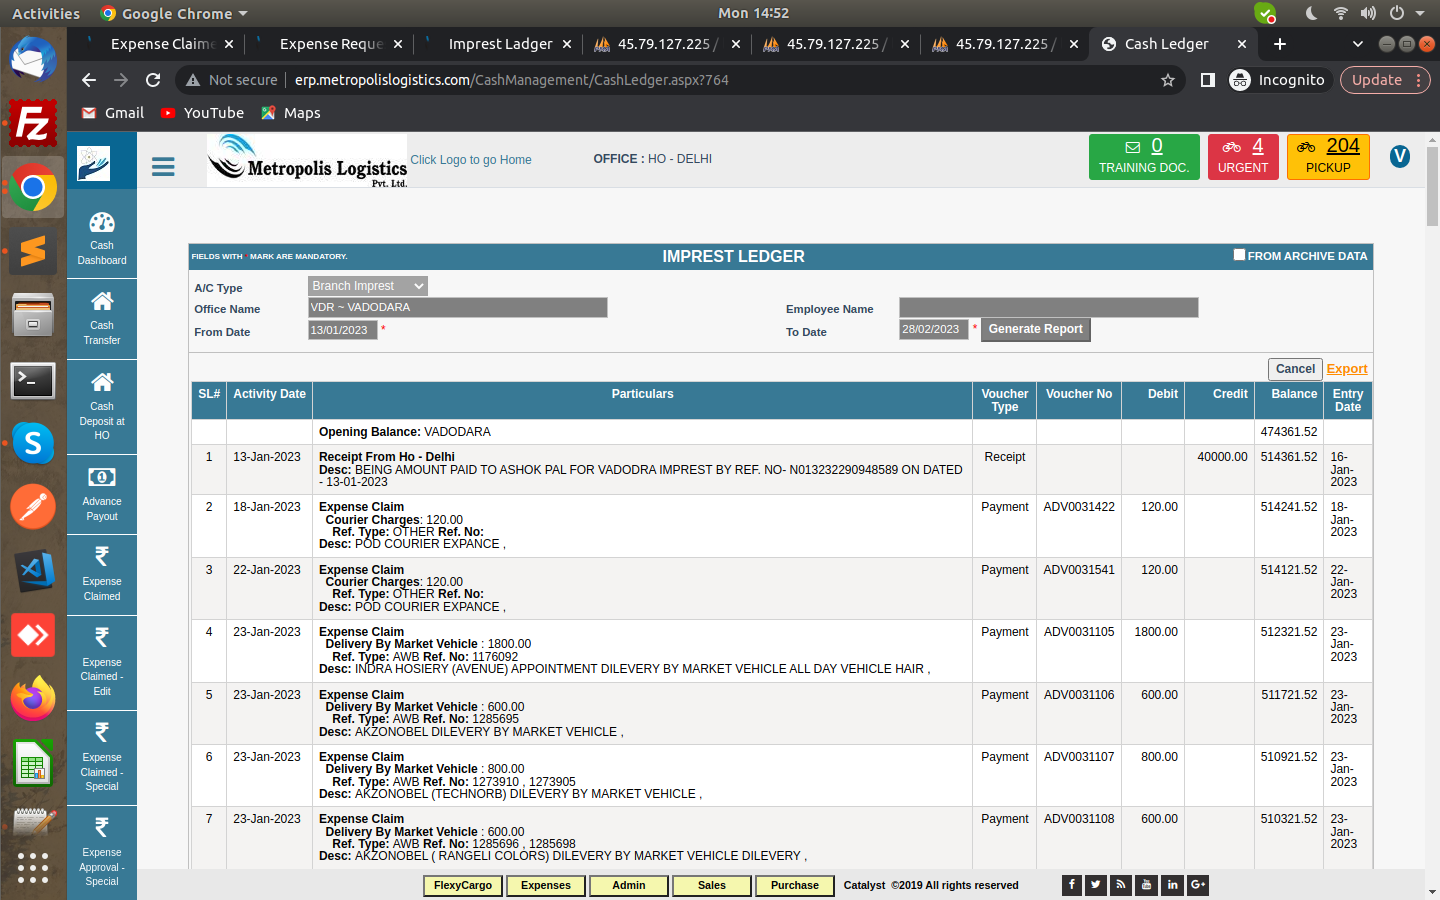 Activities
Google Chrome
Mon 14:52
Expense Claime
Expense Reque
Imprest Ladger
45.79.127.225 /
45.79.127.225 /
45.79.127.225 /
Cash Ledger
Not secure
erp.metropolislogistics.com/CashManagement/CashLedger.aspx?764
Incognito
Update
Gmail
YouTube
Maps
Metropolis Logistics
Pvt. Ltd.
Click Logo to go Home
OFFICE : HO - DELHI
0
TRAINING DOC.
4
URGENT
204
PICKUP
V
Cash
Dashboard
Cash
Transfer
Cash
Deposit at
HO
Advance
Payout
Expense
Claimed
Expense
Claimed -
Edit
Expense
Claimed -
Special
Expense
Approval -
Special
FIELDS WITH * MARK ARE MANDATORY.
IMPREST LEDGER
FROM ARCHIVE DATA
A/C Type
Branch Imprest
Office Name
VDR ~ VADODARA
Employee Name
From Date
13/01/2023 *
To Date
28/02/2023 *
Generate Report
Cancel
Export
SL# Activity Date Particulars Voucher Type Voucher No Debit Credit Balance Entry Date
Opening Balance: VADODARA 474361.52
1 13-Jan-2023 Receipt From Ho - Delhi Receipt 40000.00 514361.52 16-Jan-2023
Desc: BEING AMOUNT PAID TO ASHOK PAL FOR VADODRA IMPREST BY REF. NO- N013232290948589 ON DATED
- 13-01-2023
2 18-Jan-2023 Expense Claim Payment ADV0031422 120.00 514241.52 18-Jan-2023
Courier Charges: 120.00
Ref. Type: OTHER Ref. No:
Desc: POD COURIER EXPANCE ,
3 22-Jan-2023 Expense Claim Payment ADV0031541 120.00 514121.52 22-Jan-2023
Courier Charges: 120.00
Ref. Type: OTHER Ref. No:
Desc: POD COURIER EXPANCE ,
4 23-Jan-2023 Expense Claim Payment ADV0031105 1800.00 512321.52 23-Jan-2023
Delivery By Market Vehicle : 1800.00
Ref. Type: AWB Ref. No: 1176092
Desc: INDRA HOSIERY (AVENUE) APPOINTMENT DILEVERY BY MARKET VEHICLE ALL DAY VEHICLE HAIR ,
5 23-Jan-2023 Expense Claim Payment ADV0031106 600.00 511721.52 23-Jan-2023
Delivery By Market Vehicle : 600.00
Ref. Type: AWB Ref. No: 1285695
Desc: AKZONOBEL DILEVERY BY MARKET VEHICLE ,
6 23-Jan-2023 Expense Claim Payment ADV0031107 800.00 510921.52 23-Jan-2023
Delivery By Market Vehicle : 800.00
Ref. Type: AWB Ref. No: 1273910 , 1273905
Desc: AKZONOBEL (TECHNORB) DILEVERY BY MARKET VEHICLE ,
7 23-Jan-2023 Expense Claim Payment ADV0031108 600.00 510321.52 23-Jan-2023
Delivery By Market Vehicle : 600.00
Ref. Type: AWB Ref. No: 1285696 , 1285698
Desc: AKZONOBEL ( RANGELI COLORS) DILEVERY BY MARKET VEHICLE DILEVERY ,
FlexyCargo
Expenses
Admin
Sales
Purchase
Catalyst ©2019 All rights reserved